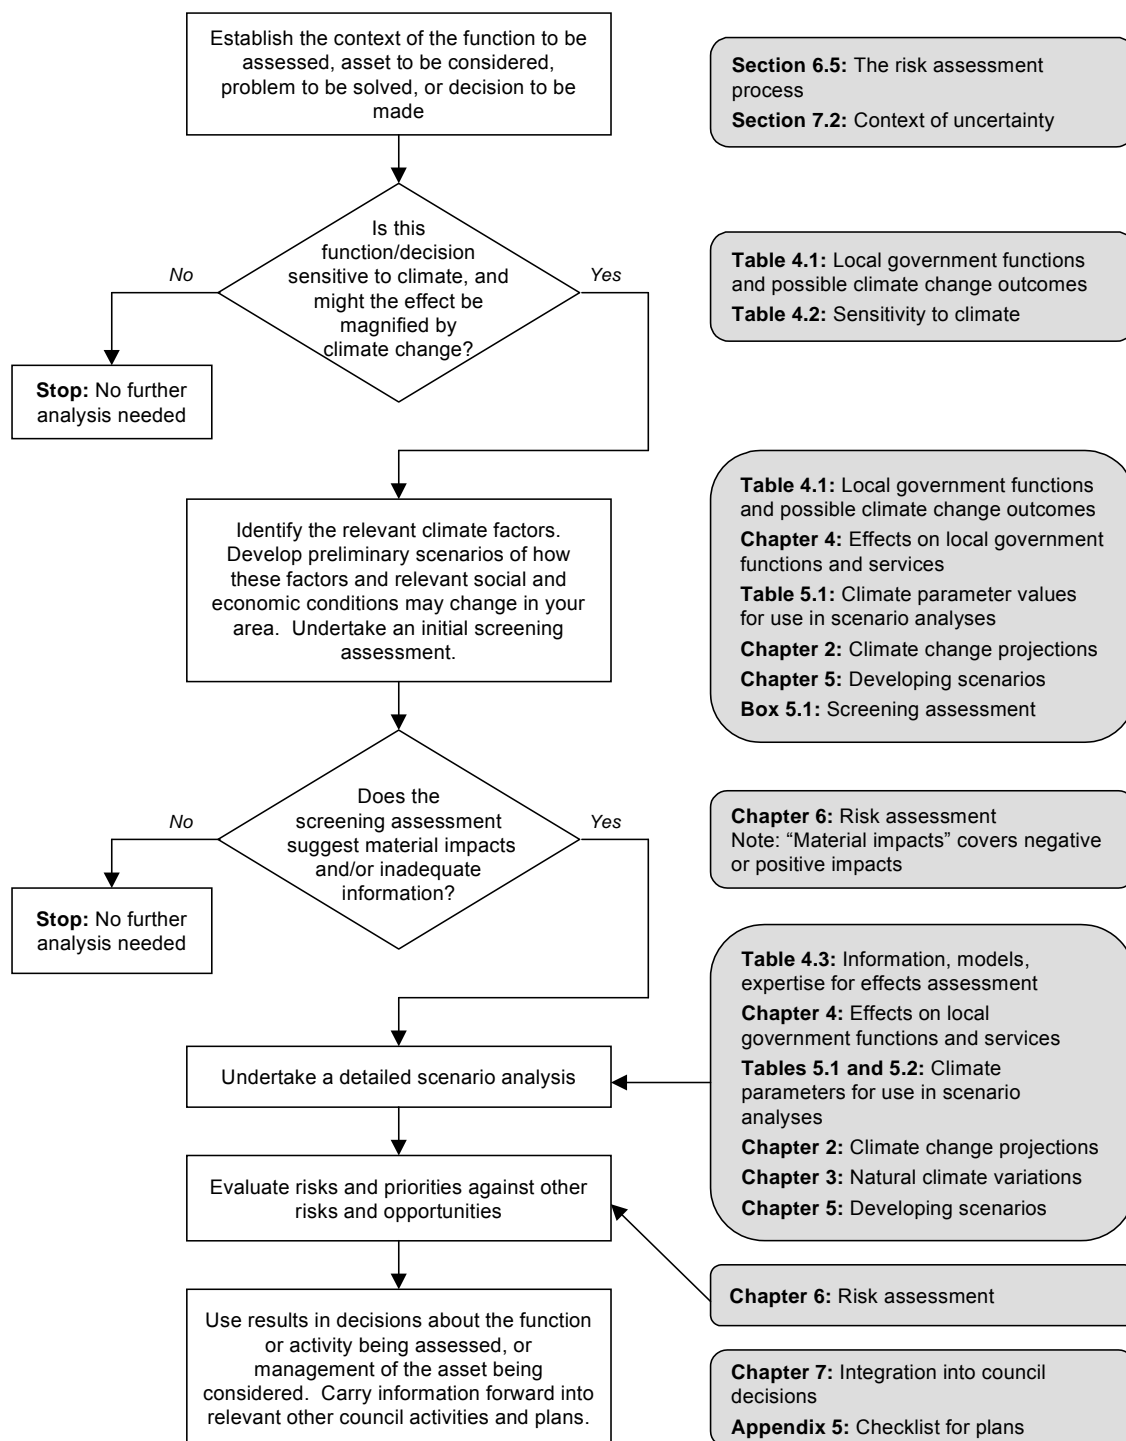 Establish the context of the function to be
assessed, asset to be considered,
problem to be solved, or decision to be
made
Section 6.5: The risk assessment
process
Section 7.2: Context of uncertainty
Is this
function/decision
sensitive to climate, and
might the effect be
magnified by
climate change?
No
Yes
Table 4.1: Local government functions
and possible climate change outcomes
Table 4.2: Sensitivity to climate
Stop: No further
analysis needed
Identify the relevant climate factors.
Develop preliminary scenarios of how
these factors and relevant social and
economic conditions may change in your
area.  Undertake an initial screening
assessment.
Table 4.1: Local government functions
and possible climate change outcomes
Chapter 4: Effects on local government
functions and services
Table 5.1: Climate parameter values
for use in scenario analyses
Chapter 2: Climate change projections
Chapter 5: Developing scenarios
Box 5.1: Screening assessment
Does the
screening assessment
suggest material impacts
and/or inadequate
information?
No
Yes
Chapter 6: Risk assessment
Note: “Material impacts” covers negative
or positive impacts
Stop: No further
analysis needed
Undertake a detailed scenario analysis
Table 4.3: Information, models,
expertise for effects assessment
Chapter 4: Effects on local
government functions and services
Tables 5.1 and 5.2: Climate
parameters for use in scenario
analyses
Chapter 2: Climate change projections
Chapter 3: Natural climate variations
Chapter 5: Developing scenarios
Evaluate risks and priorities against other
risks and opportunities
Chapter 6: Risk assessment
Use results in decisions about the function
or activity being assessed, or
management of the asset being
considered.  Carry information forward into
relevant other council activities and plans.
Chapter 7: Integration into council
decisions
Appendix 5: Checklist for plans